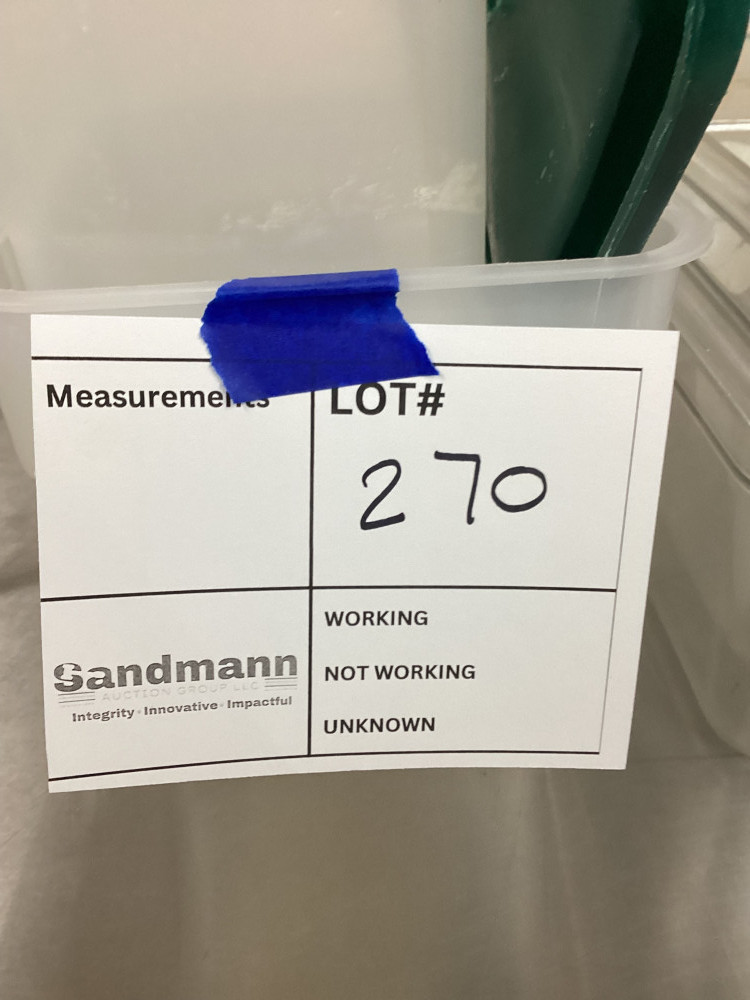 Measurements
LOT#
270
Sandmann
AUCTION GROUP LLC
Integrity • Innovative • Impactful
WORKING
NOT WORKING
UNKNOWN